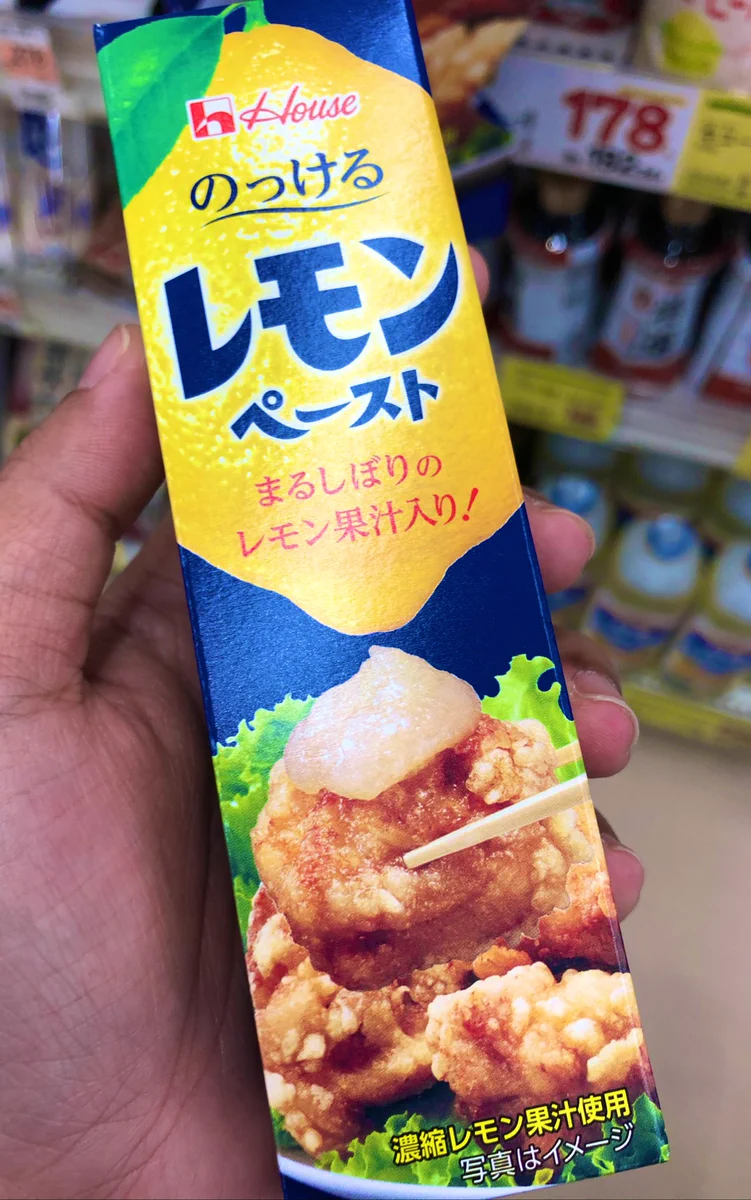 House
のっける
レモン
ペースト
まるしぼりの
レモン果汁入り!
濃縮レモン果汁使用
写真はイメージ
178